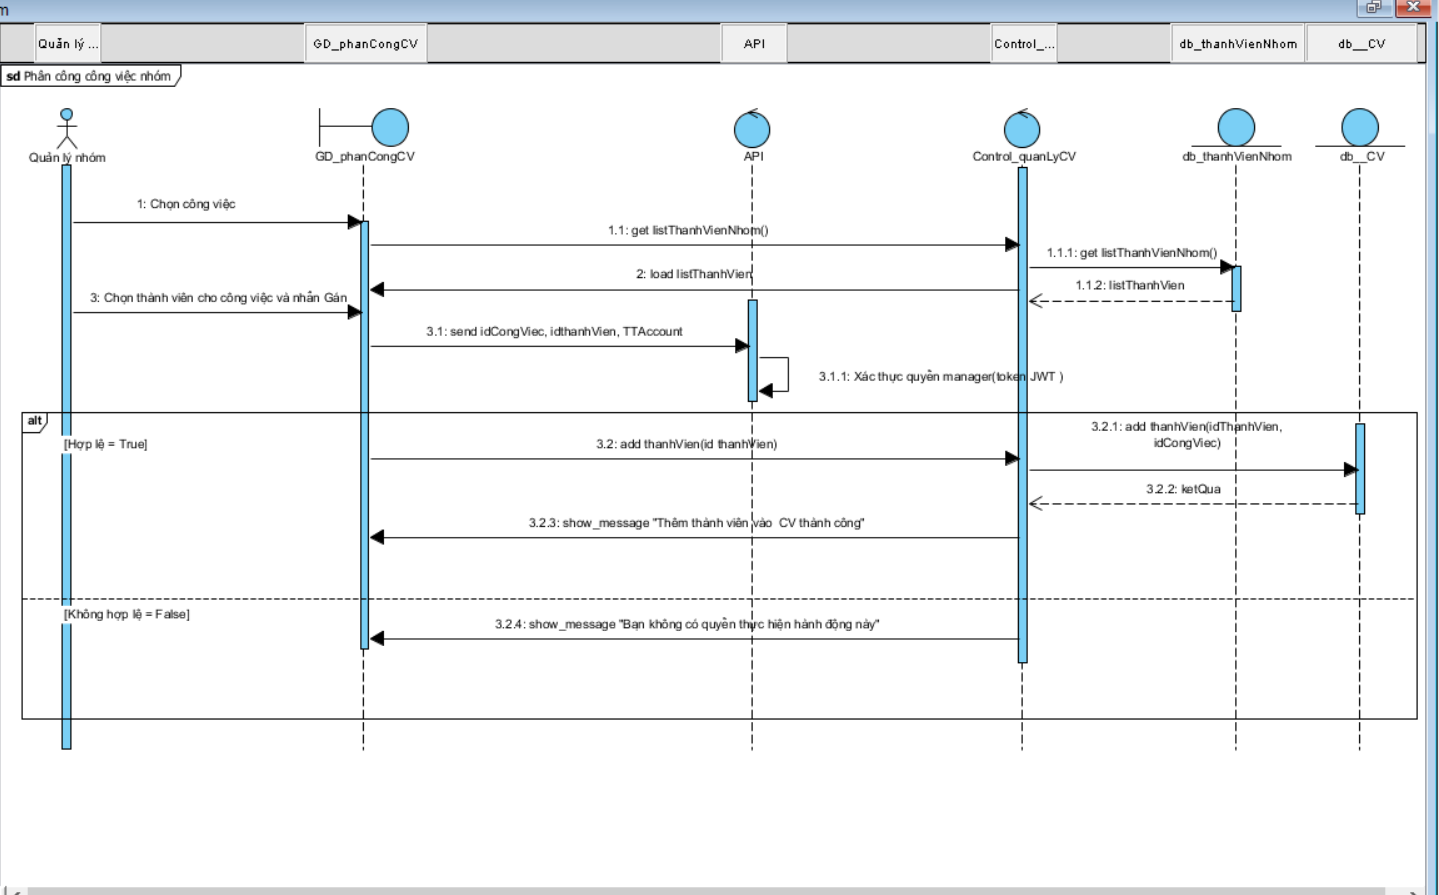 m
Quản lý ...
GD_phanCongCV
API
Control_...
db_thanhVienNhom
db__CV
sd Phân công công việc nhóm
Quản lý nhóm
GD_phanCongCV
API
Control_quanLyCV
db_thanhVienNhom
db__CV
1: Chọn công việc
1.1: get listThanhVienNhom()
1.1.1: get listThanhVienNhom()
2: load listThanhVien
1.1.2: listThanhVien
3: Chọn thành viên cho công việc và nhấn Gán
3.1: send idCongViec, idthanhVien, TTAccount
3.1.1: Xác thực quyền manager(token JWT )
alt
[Hợp lệ = True]
3.2: add thanhVien(id thanhVien)
3.2.1: add thanhVien(idThanhVien,
idCongViec)
3.2.2: ketQua
3.2.3: show_message "Thêm thành viên vào  CV thành công"
[Không hợp lệ = False]
3.2.4: show_message "Bạn không có quyền thực hiện hành động này"